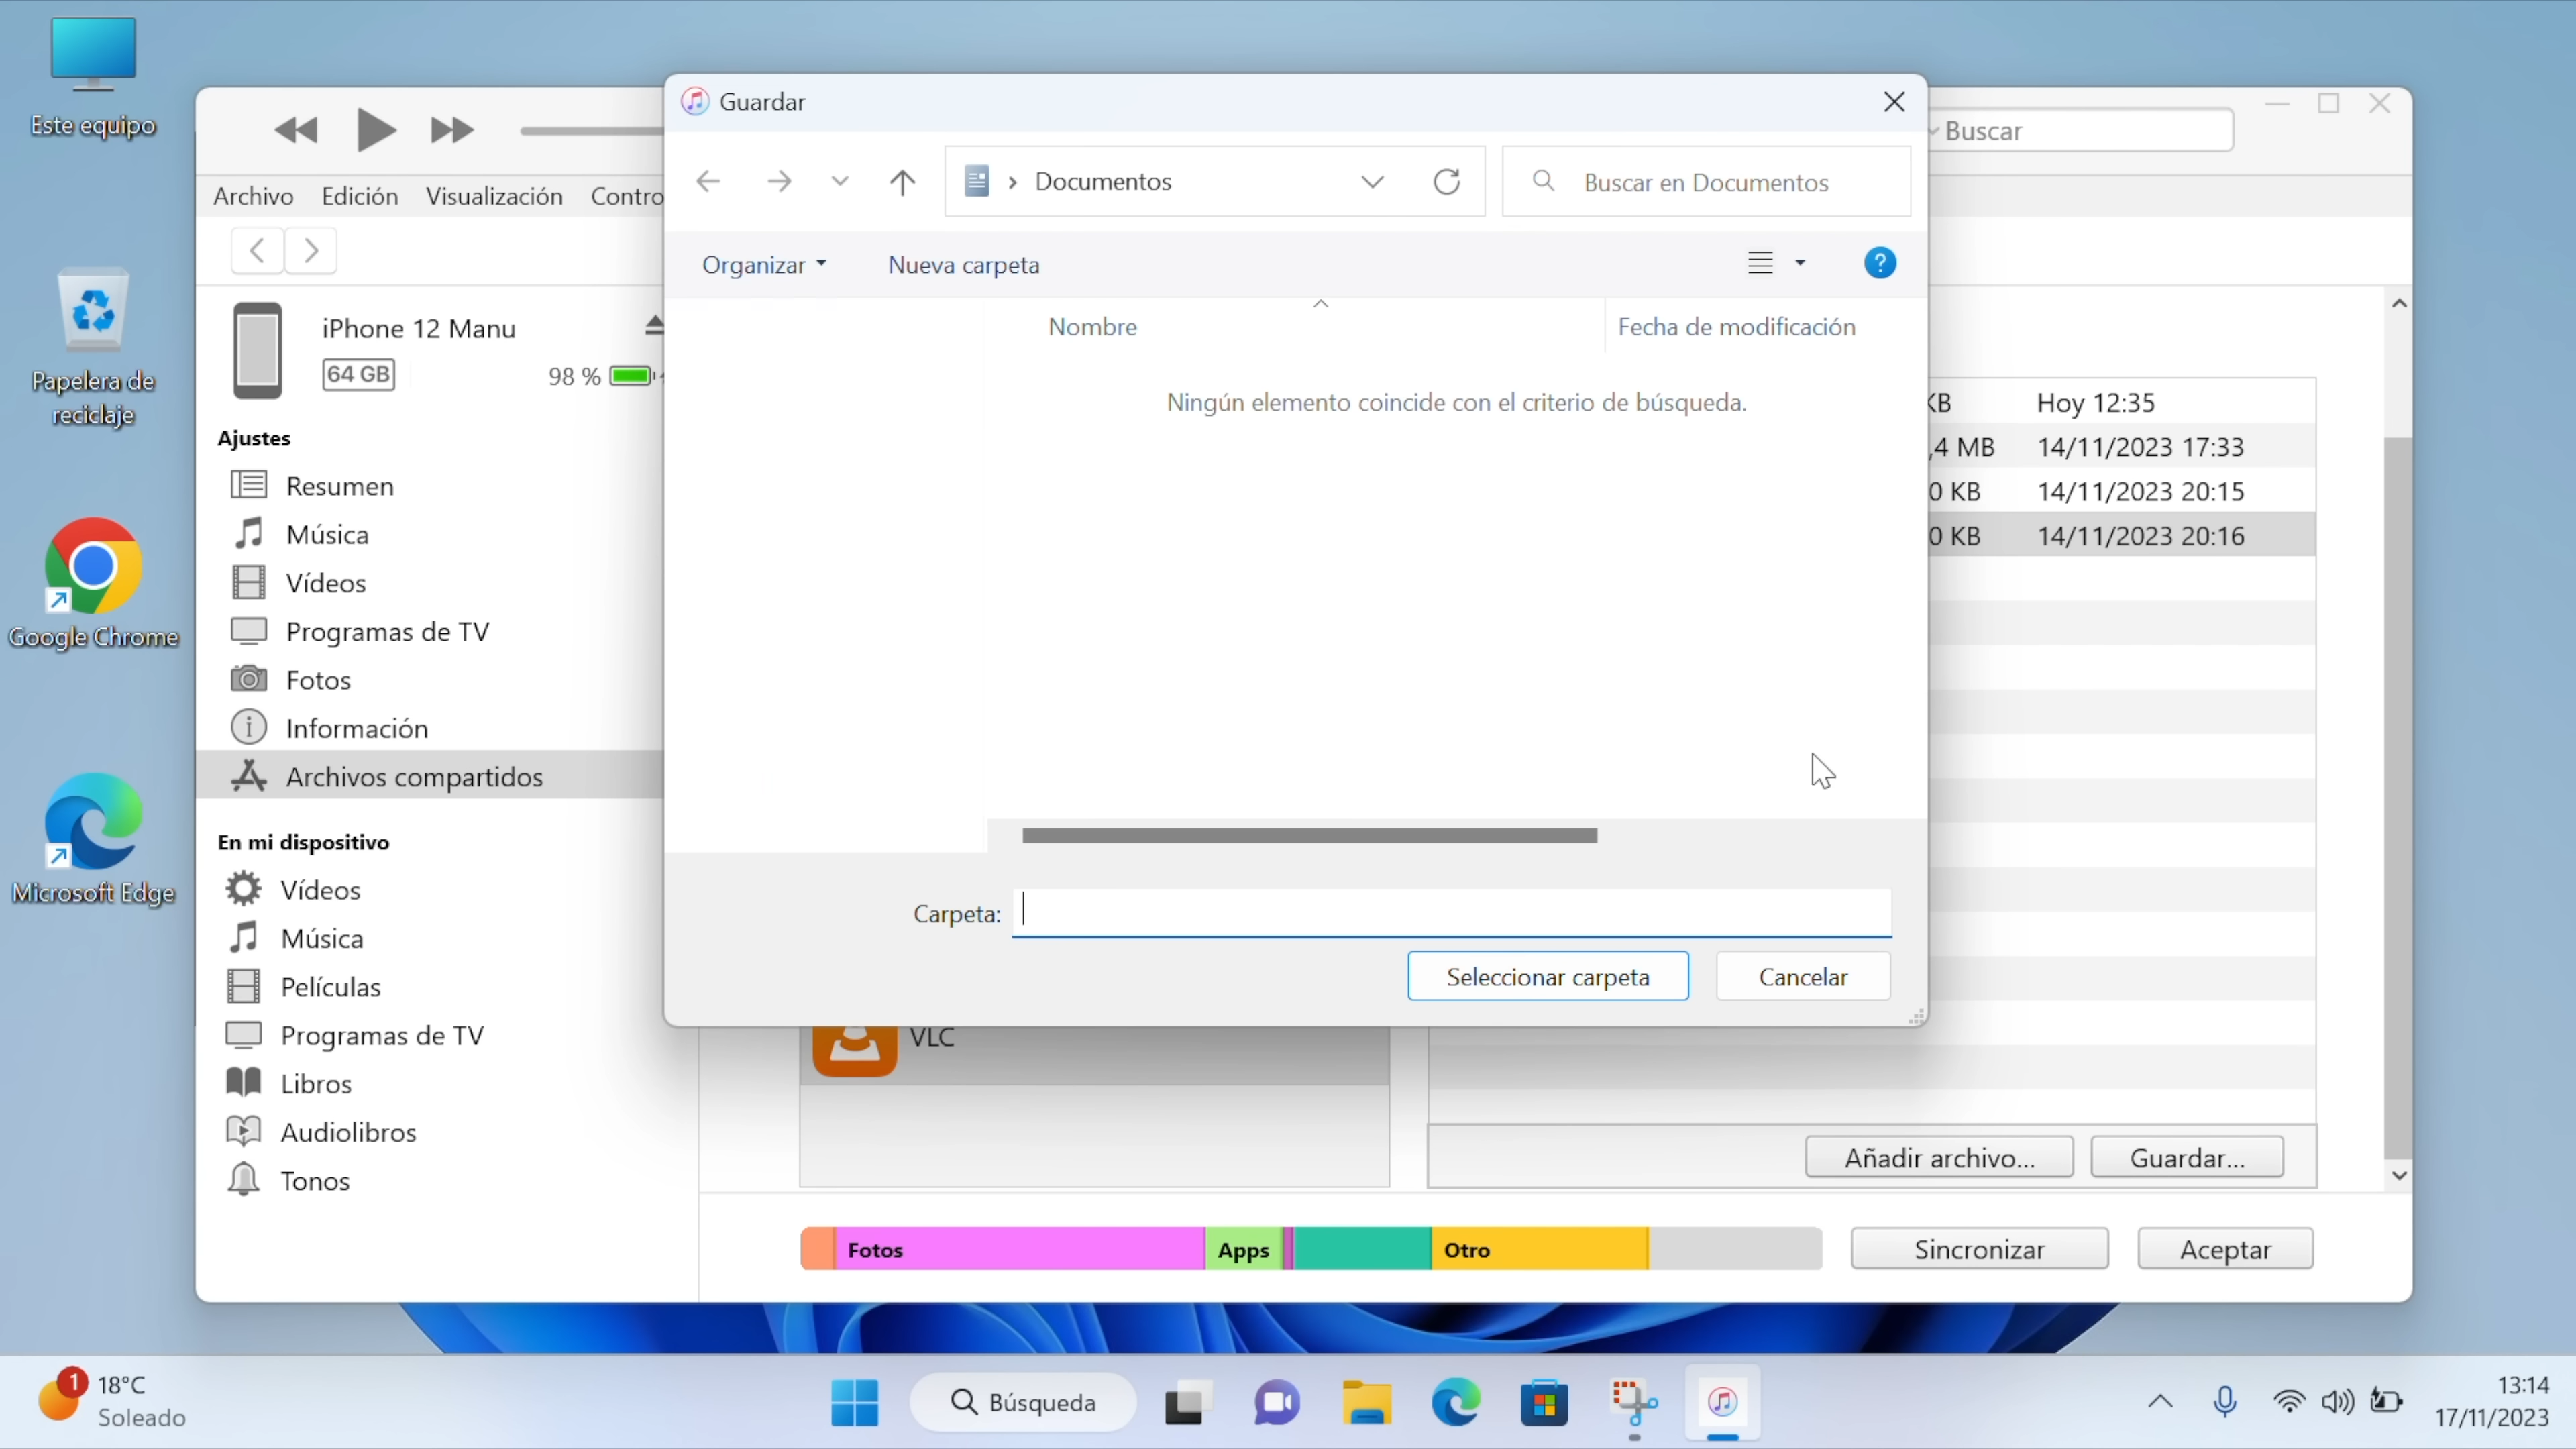 Este equipo
Papelera de
reciclaje
Google Chrome
Microsoft Edge
Guardar
Documentos
Buscar en Documentos
Organizar
Nueva carpeta
?
Nombre
Fecha de modificación
Ningún elemento coincide con el criterio de búsqueda.
Carpeta:
Seleccionar carpeta
Cancelar
Buscar
Archivo Edición Visualización Contro
iPhone 12 Manu
64 GB
98 %
Ajustes
Resumen
Música
Vídeos
Programas de TV
Fotos
Información
Archivos compartidos
En mi dispositivo
Vídeos
Música
Películas
Programas de TV
Libros
Audiolibros
Tonos
KB Hoy 12:35
,4 MB 14/11/2023 17:33
0 KB 14/11/2023 20:15
0 KB 14/11/2023 20:16
VLC
Añadir archivo...
Guardar...
Fotos
Apps
Otro
Sincronizar
Aceptar
1
18°C
Soleado
Búsqueda
13:14
17/11/2023